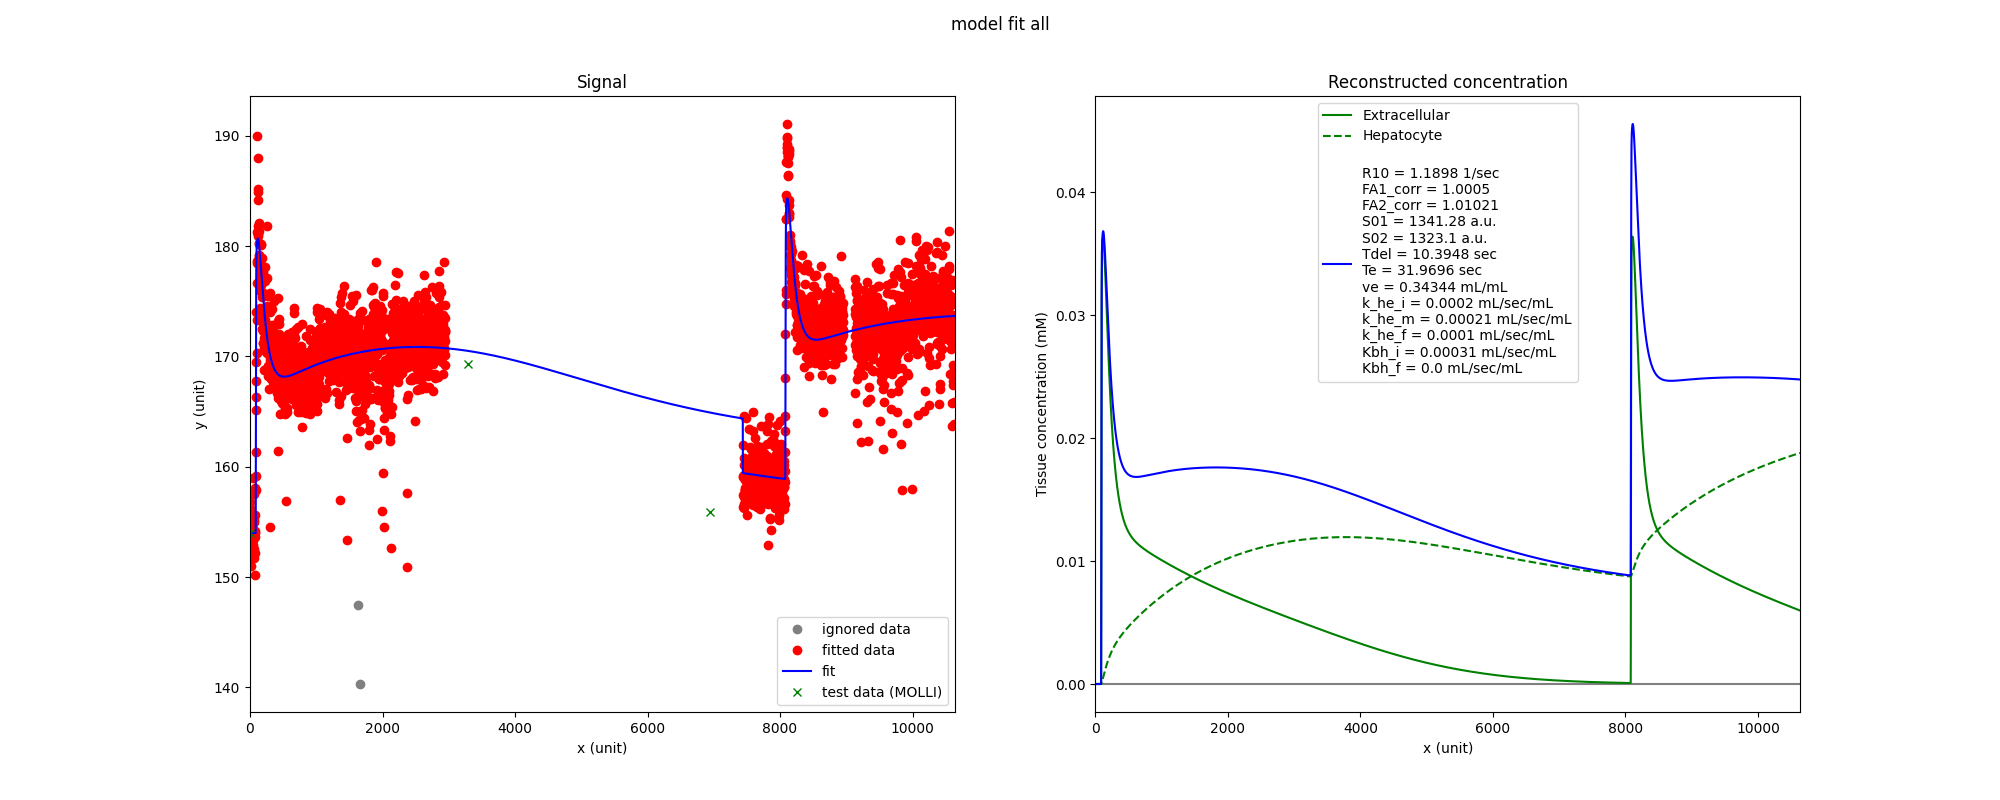 model fit all
Signal
190
180
170
160
150
140
y (unit)
0 2000 4000 6000 8000 10000
x (unit)
ignored data
fitted data
fit
test data (MOLLI)
Reconstructed concentration
0.04
0.03
0.02
0.01
0.00
Tissue concentration (mM)
0 2000 4000 6000 8000 10000
x (unit)
Extracellular
Hepatocyte
R10 = 1.1898 1/sec
FA1_corr = 1.0005
FA2_corr = 1.01021
S01 = 1341.28 a.u.
S02 = 1323.1 a.u.
Tdel = 10.3948 sec
Te = 31.9696 sec
ve = 0.34344 mL/mL
k_he_i = 0.0002 mL/sec/mL
k_he_m = 0.00021 mL/sec/mL
k_he_f = 0.0001 mL/sec/mL
Kbh_i = 0.00031 mL/sec/mL
Kbh_f = 0.0 mL/sec/mL